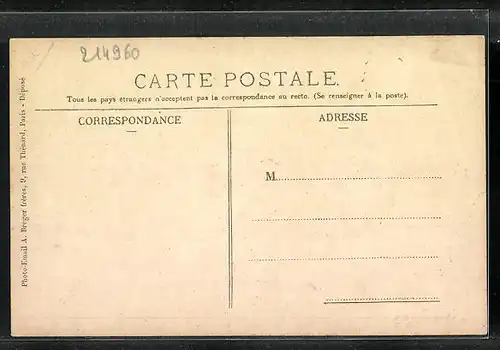 214960
CARTE POSTALE.
Tous les pays étrangers n'acceptent pas la correspondance au recto. (Se renseigner à la poste).
CORRESPONDANCE
ADRESSE
M
Photo-Email A. Breger frères, 9, rue Thénard, Paris - Déposé